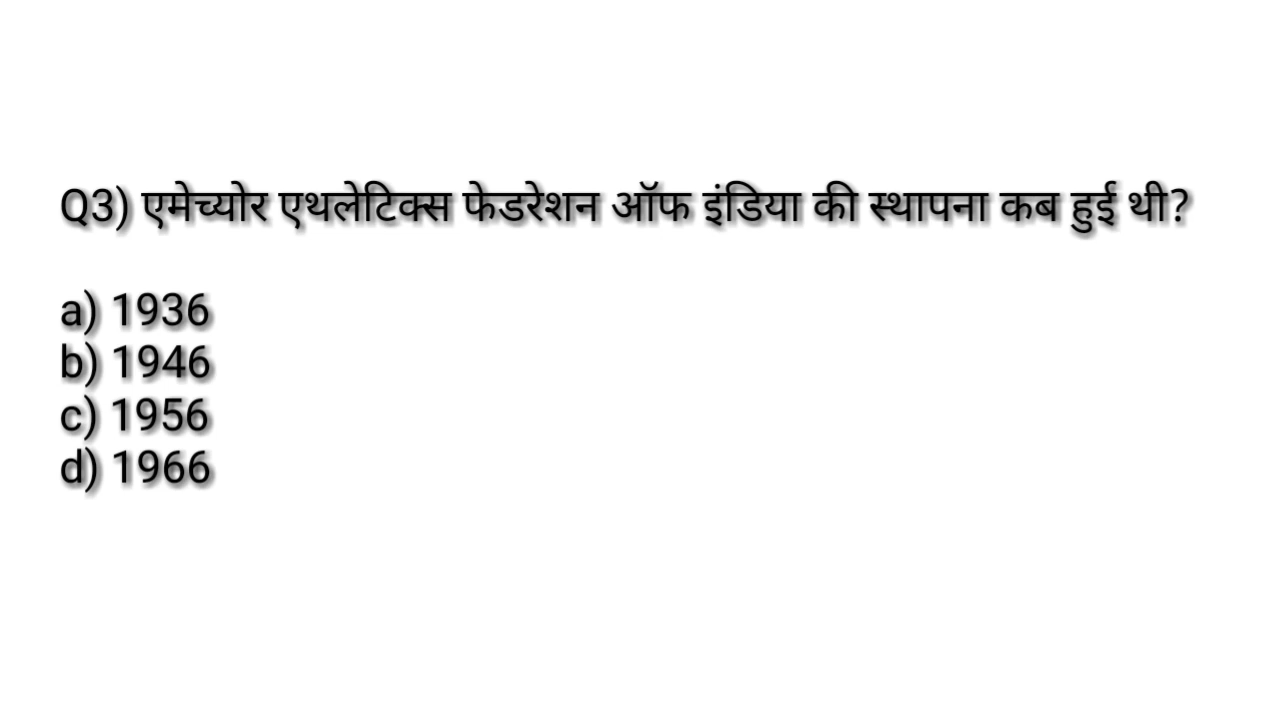 Q3) एमेच्योर एथलेटिक्स फेडरेशन ऑफ इंडिया की स्थापना कब हुई थी?
a) 1936
b) 1946
c) 1956
d) 1966